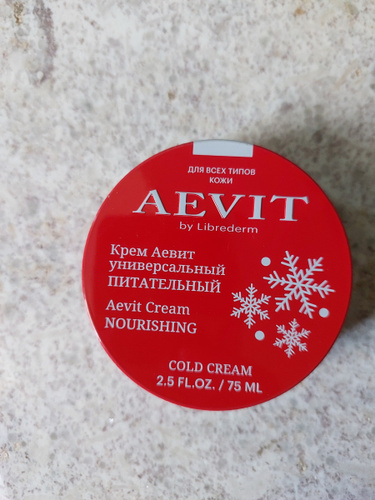 ДЛЯ ВСЕХ ТИПОВ
КОЖИ
AEVIT
by Librederm
Крем Аевит
универсальный
ПИТАТЕЛЬНЫЙ
Aevit Cream
NOURISHING
COLD CREAM
2.5 FL.OZ. / 75 ML